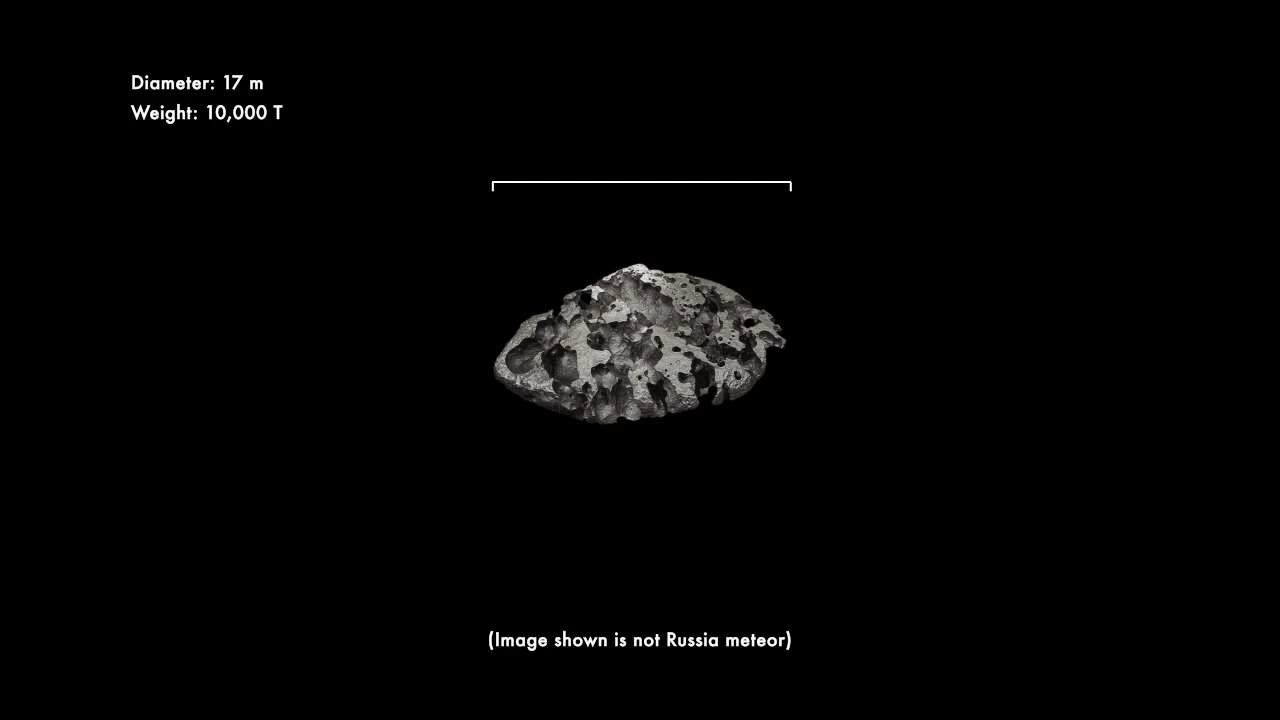 Diameter: 17 m
Weight: 10,000 T
(Image shown is not Russia meteor)